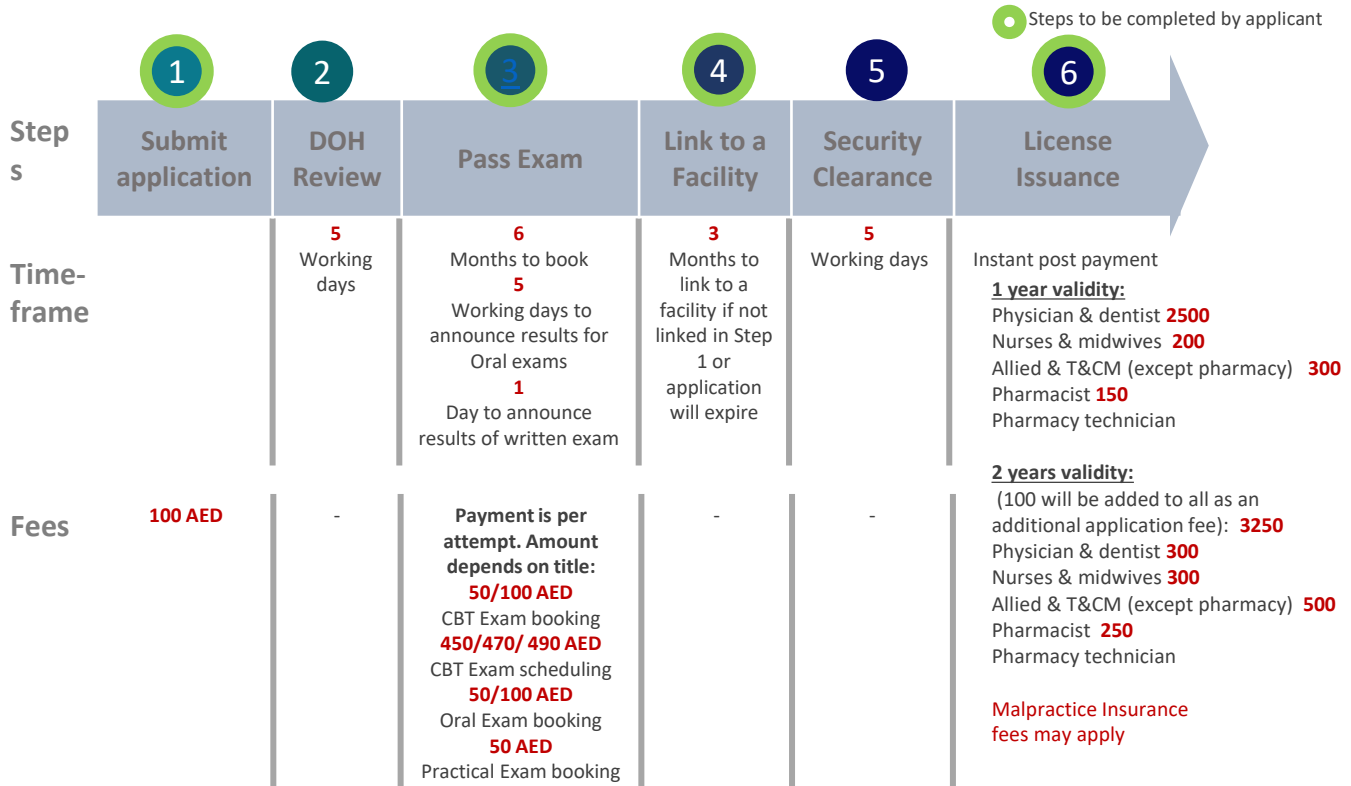 Steps to be completed by applicant
1
2
3
4
5
6
Step
s
Submit
application
DOH
Review
Pass Exam
Link to a
Facility
Security
Clearance
License
Issuance
Time-
frame
5
Working
days
6
Months to book
5
Working days to
announce results for
Oral exams
1
Day to announce
results of written exam
3
Months to
link to a
facility if not
linked in Step
1 or
application
will expire
5
Working days
Instant post payment
1 year validity:
Physician & dentist 2500
Nurses & midwives 200
Allied & T&CM (except pharmacy) 300
Pharmacist 150
Pharmacy technician
2 years validity:
(100 will be added to all as an
additional application fee): 3250
Physician & dentist 300
Nurses & midwives 300
Allied & T&CM (except pharmacy) 500
Pharmacist 250
Pharmacy technician
Malpractice Insurance
fees may apply
Fees
100 AED
-
Payment is per
attempt. Amount
depends on title:
50/100 AED
CBT Exam booking
450/470/ 490 AED
CBT Exam scheduling
50/100 AED
Oral Exam booking
50 AED
Practical Exam booking
-
-